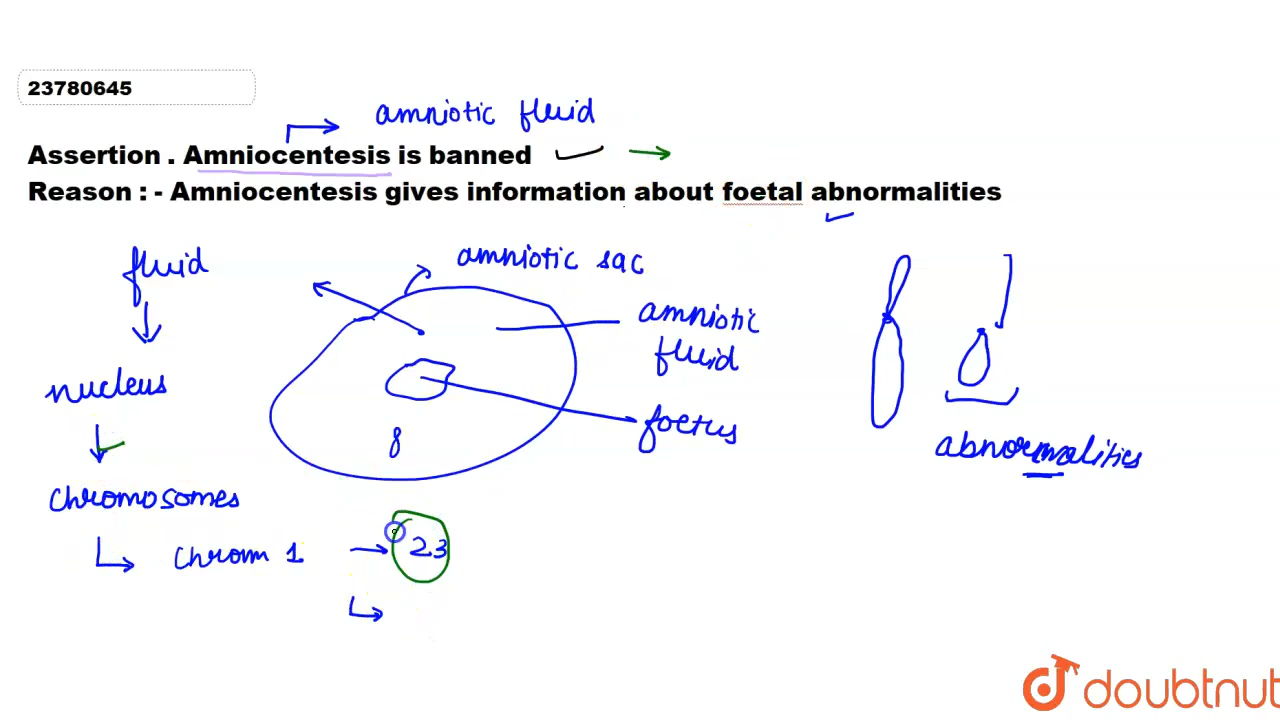 23780645
amniotic fluid
Assertion . Amniocentesis is banned
Reason : - Amniocentesis gives information about foetal abnormalities
fluid
amniotic sac
amniotic
fluid
nucleus
foetus
abnormalities
chromosomes
chrom 1
23
doubtnut